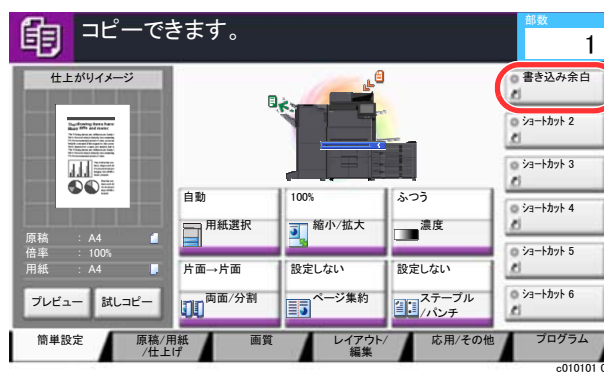 コピーできます。
部数
1
仕上がりイメージ
原稿 : A4
倍率 : 100%
用紙 : A4
プレビュー
試しコピー
自動
用紙選択
100%
縮小/拡大
ふつう
濃度
片面→片面
両面/分割
設定しない
ページ集約
設定しない
ステープル
/パンチ
書き込み余白
ショートカット 2
ショートカット 3
ショートカット 4
ショートカット 5
ショートカット 6
簡単設定
原稿/用紙
/仕上げ
画質
レイアウト/
編集
応用/その他
プログラム
c010101 0